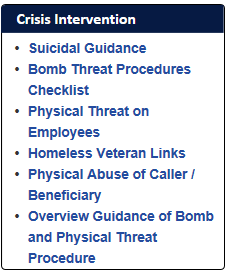 Crisis Intervention
• Suicidal Guidance
• Bomb Threat Procedures
Checklist
• Physical Threat on
Employees
• Homeless Veteran Links
• Physical Abuse of Caller /
Beneficiary
• Overview Guidance of Bomb
and Physical Threat
Procedure